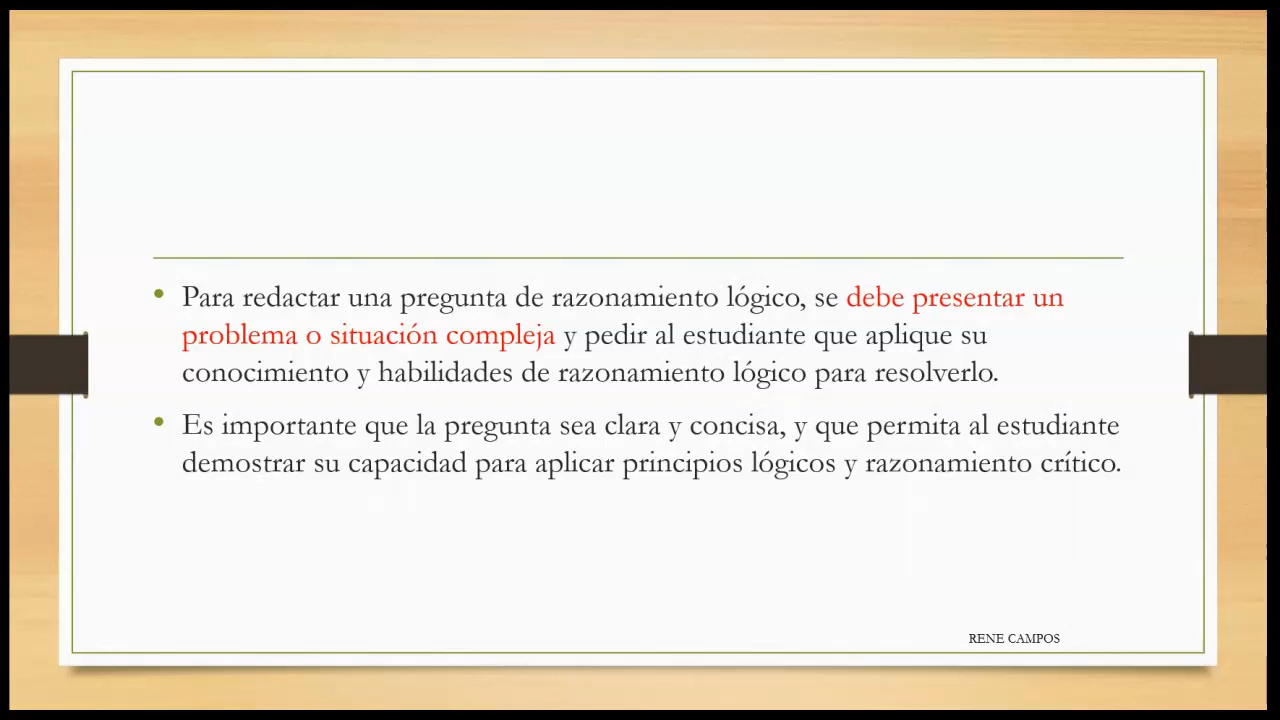 • Para redactar una pregunta de razonamiento lógico, se debe presentar un
problema o situación compleja y pedir al estudiante que aplique su
conocimiento y habilidades de razonamiento lógico para resolverlo.
• Es importante que la pregunta sea clara y concisa, y que permita al estudiante
demostrar su capacidad para aplicar principios lógicos y razonamiento crítico.
RENE CAMPOS